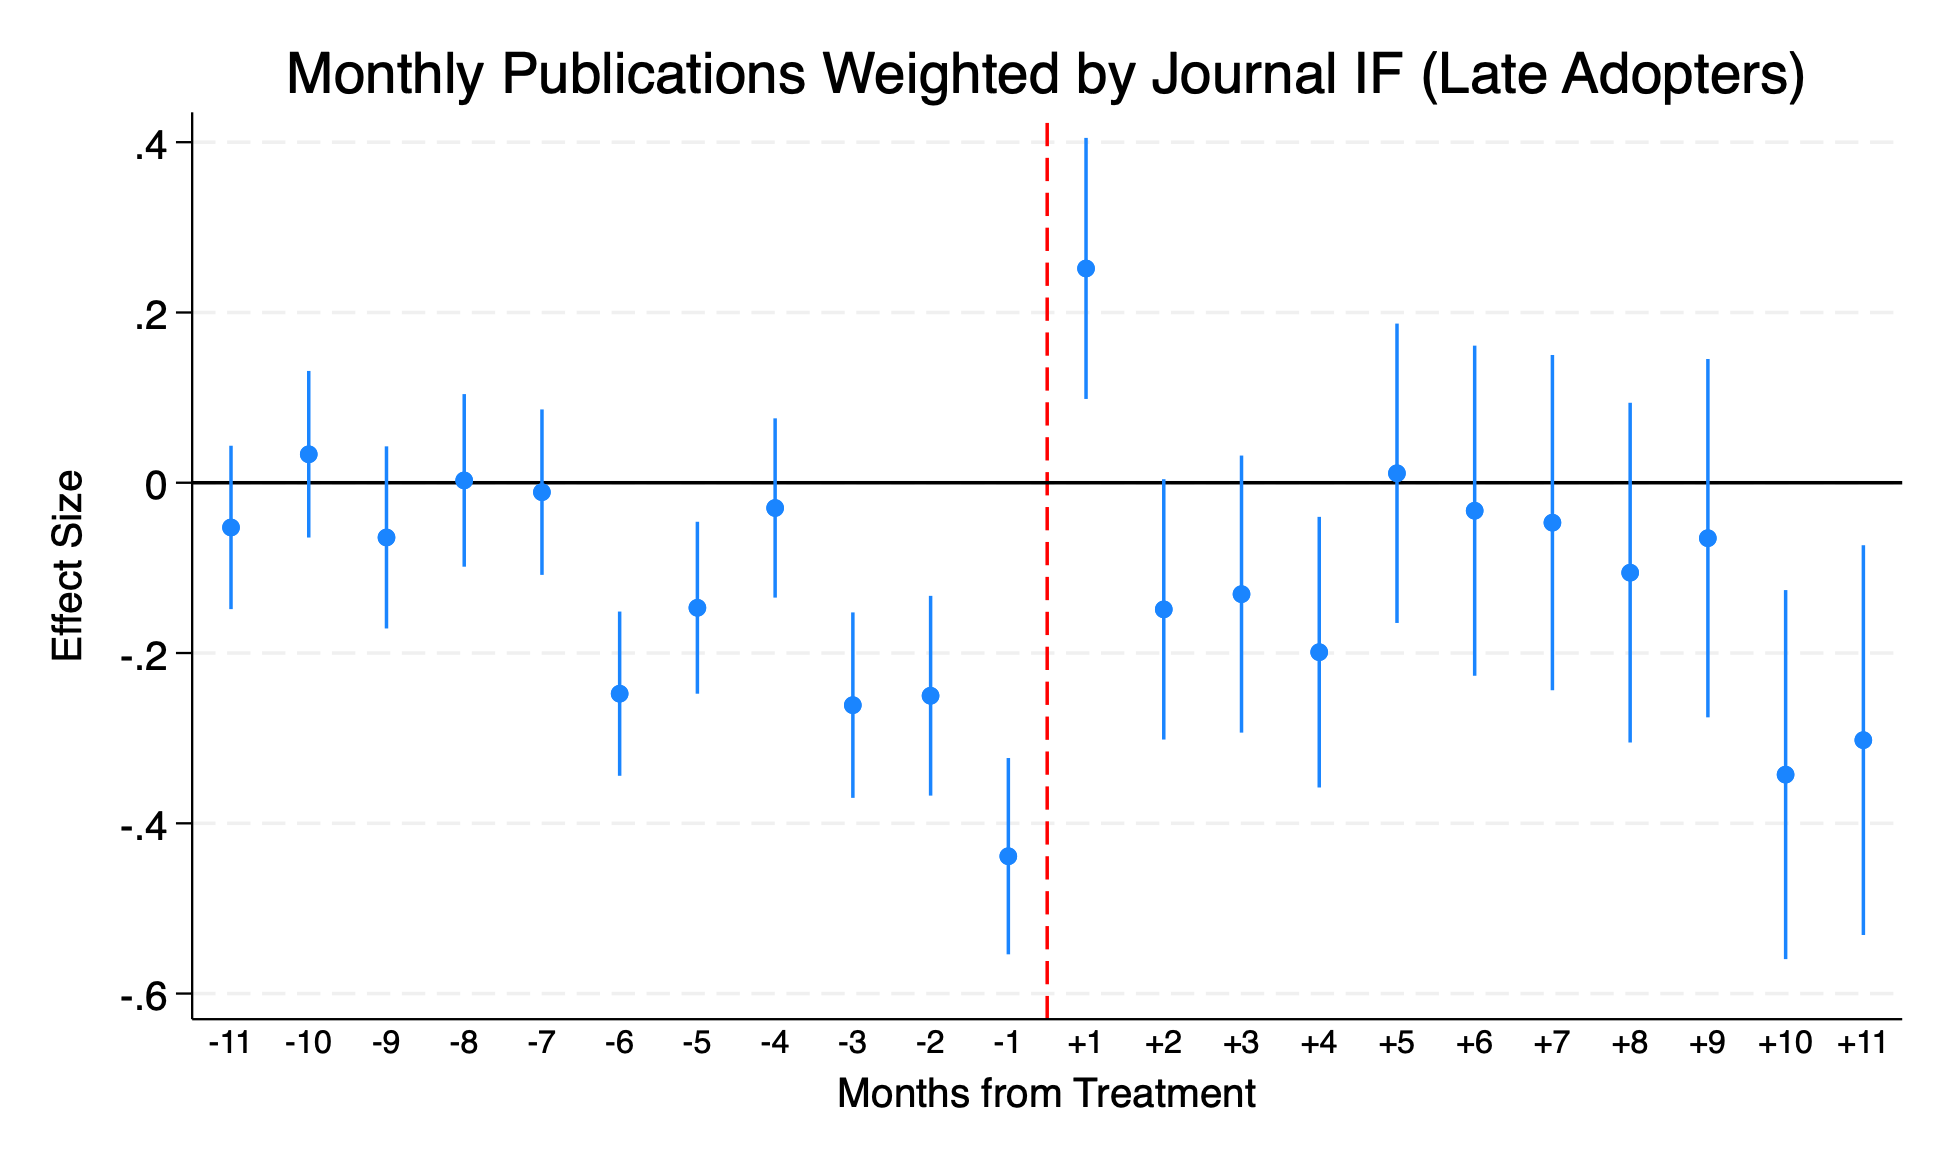 Monthly Publications Weighted by Journal IF (Late Adopters)
.4
.2
0
-.2
-.4
-.6
Effect Size
-11 -10 -9 -8 -7 -6 -5 -4 -3 -2 -1 +1 +2 +3 +4 +5 +6 +7 +8 +9 +10 +11
Months from Treatment